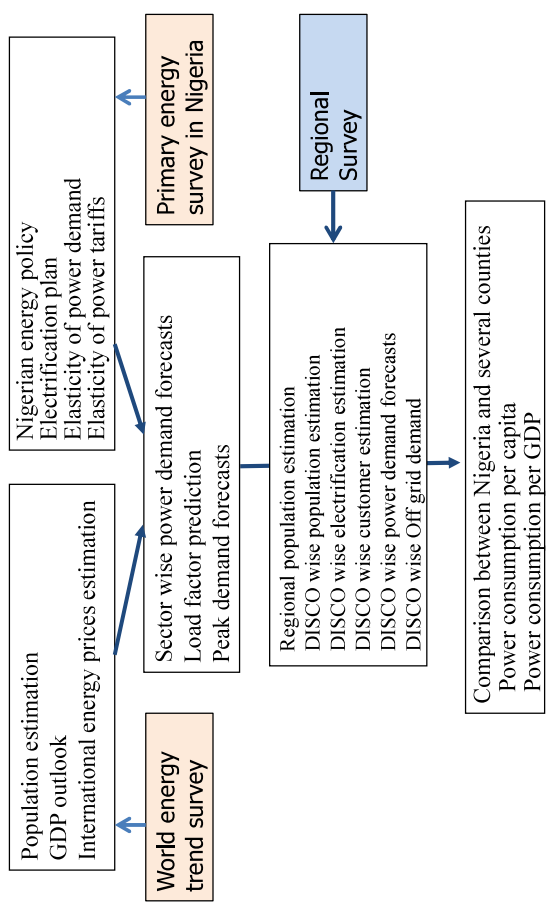 Population estimation
GDP outlook
International energy prices estimation
Nigerian energy policy
Electrification plan
Elasticity of power demand
Elasticity of power tariffs
World energy
trend survey
Primary energy
survey in Nigeria
Sector wise power demand forecasts
Load factor prediction
Peak demand forecasts
Regional population estimation
DISCO wise population estimation
DISCO wise electrification estimation
DISCO wise customer estimation
DISCO wise power demand forecasts
DISCO wise Off grid demand
Regional
Survey
Comparison between Nigeria and several counties
Power consumption per capita
Power consumption per GDP